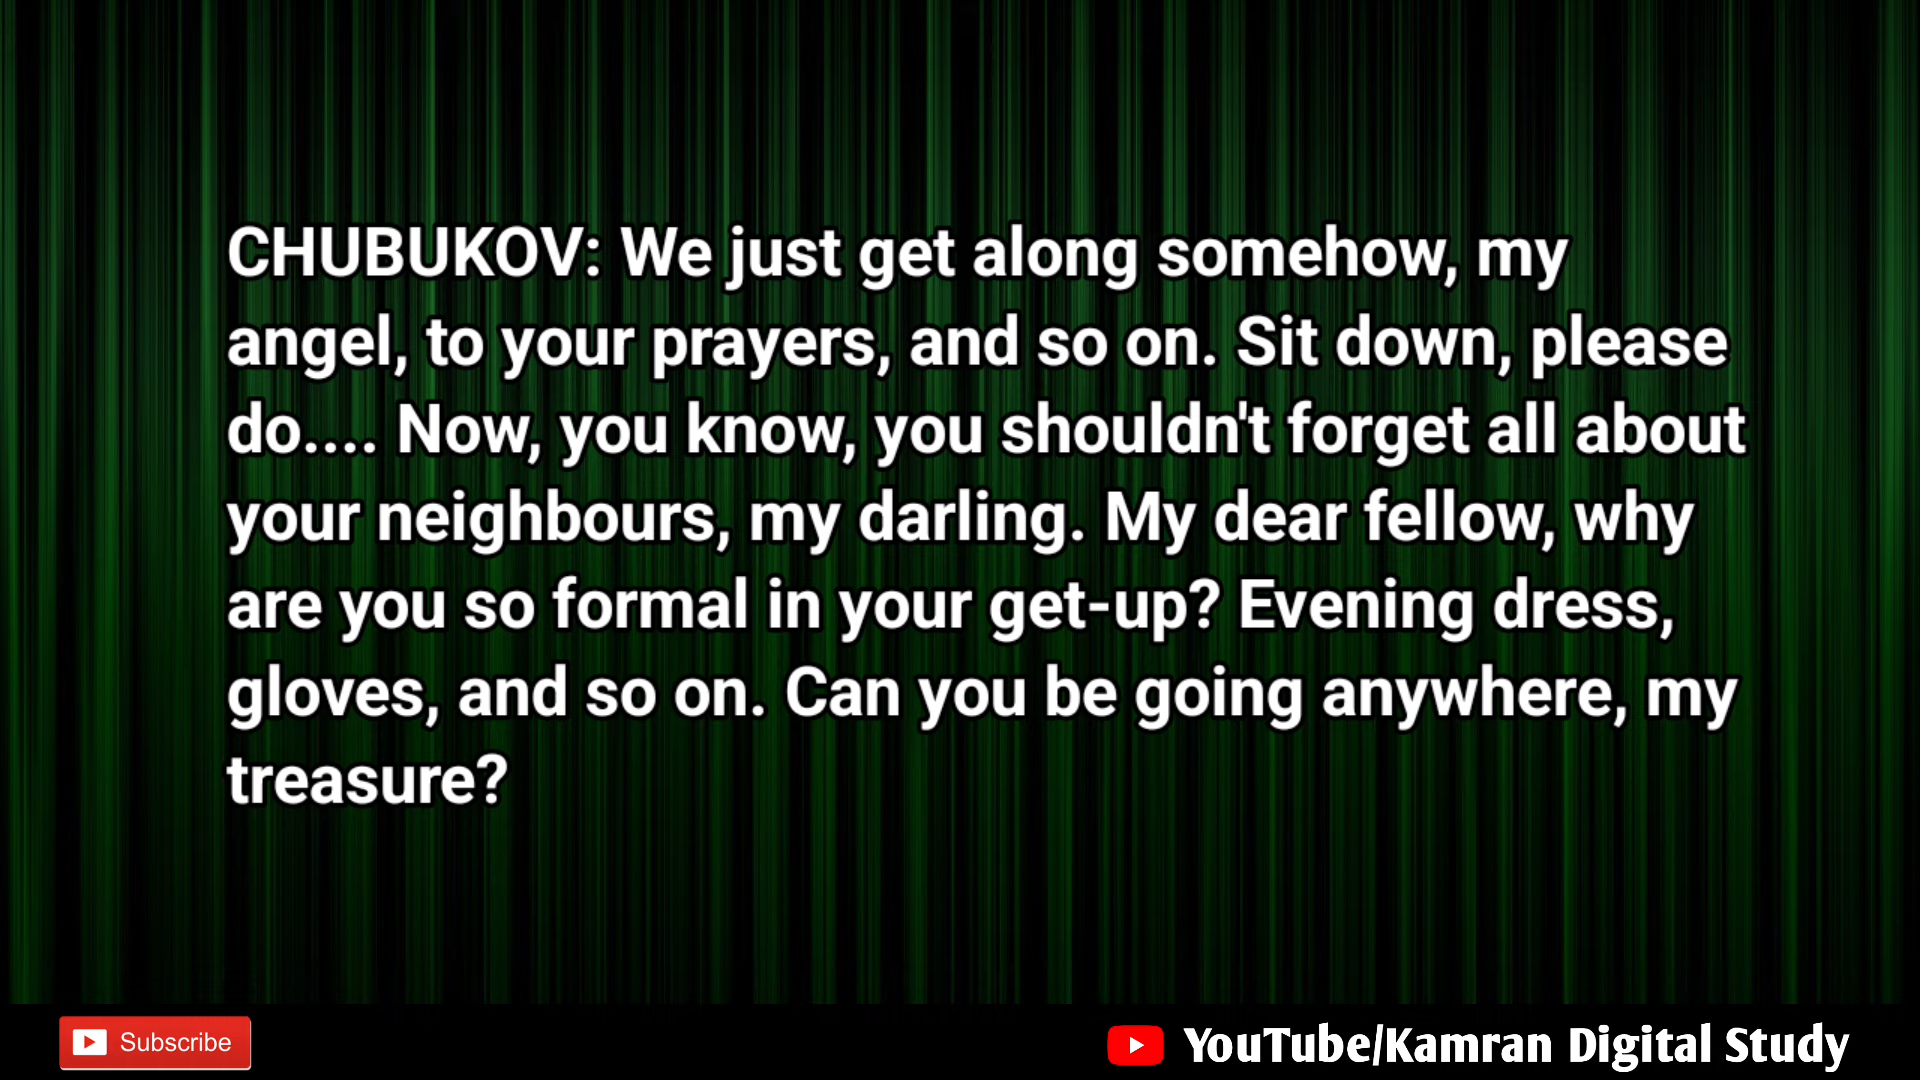 CHUBUKOV: We just get along somehow, my
angel, to your prayers, and so on. Sit down, please
do.... Now, you know, you shouldn't forget all about
your neighbours, my darling. My dear fellow, why
are you so formal in your get-up? Evening dress,
gloves, and so on. Can you be going anywhere, my
treasure?
Subscribe
YouTube/Kamran Digital Study